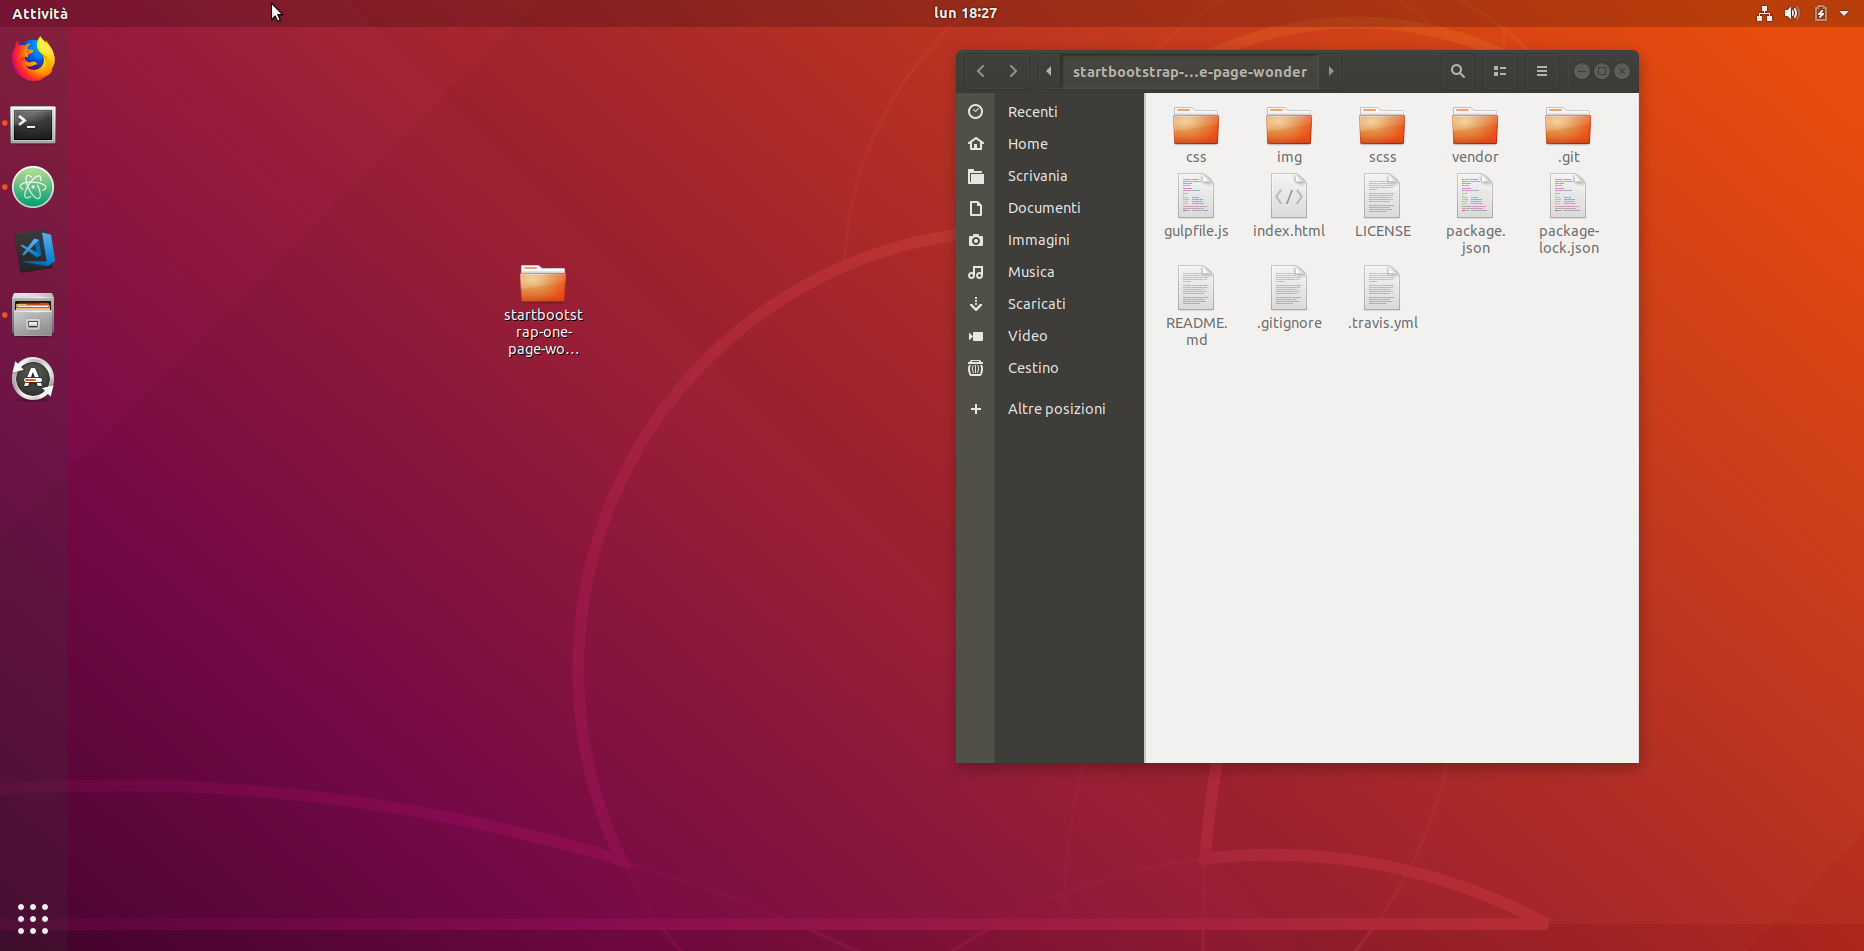 Attività
lun 18:27
startbootst
rap-one-
page-wo...
startbootstrap-...e-page-wonder
Recenti
Home
Scrivania
Documenti
Immagini
Musica
Scaricati
Video
Cestino
Altre posizioni
css
img
scss
vendor
.git
gulpfile.js
index.html
LICENSE
package.
json
package-
lock.json
README.
md
.gitignore
.travis.yml